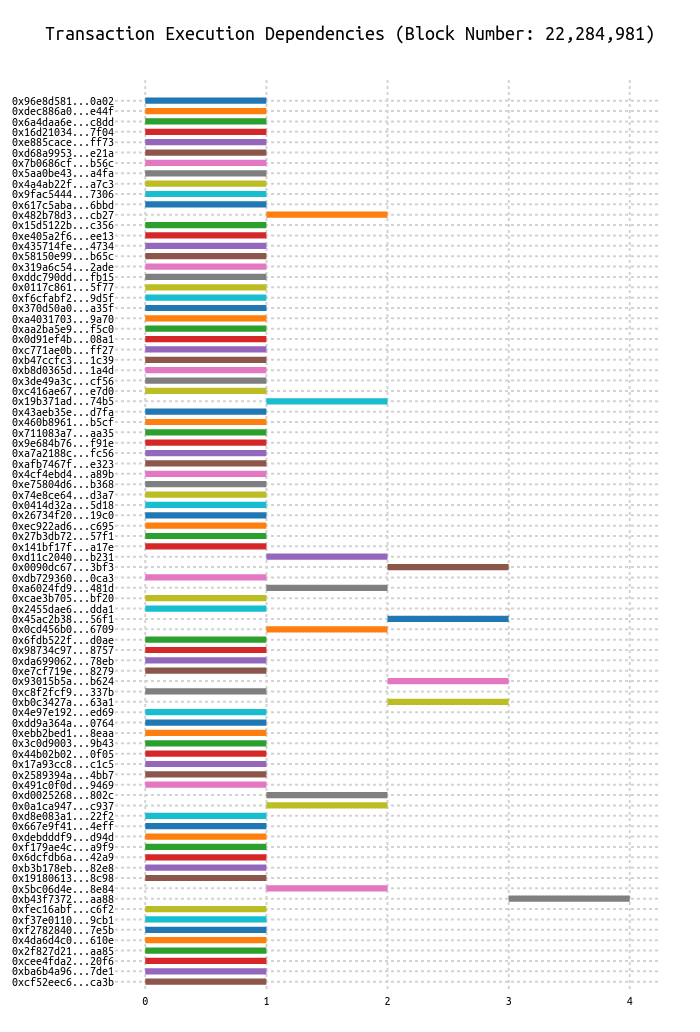 Transaction Execution Dependencies (Block Number: 22,284,981)
0x96e8d581...0a02
0xdec886a0...e44f
0x6a4daa6e...c8dd
0x16d21034...7f04
0xe885cace...ff73
0xd68a9953...e21a
0x7b0686cf...b56c
0x5aa0be43...a4fa
0x4a4ab22f...a7c3
0x9fac5444...7306
0x617c5aba...6bbd
0x482b78d3...cb27
0x15d5122b...c356
0xe405a2f6...ee13
0x435714fe...4734
0x58150e99...b65c
0x319a6c54...2ade
0xddc790dd...fb15
0x0117c861...5f77
0xf6cfabf2...9d5f
0x370d50a0...a35f
0xa4031703...9a70
0xaa2ba5e9...f5c0
0x0d91ef4b...08a1
0xc771ae0b...ff27
0xb47ccfc3...1c39
0xb8d0365d...1a4d
0x3de49a3c...cf56
0xc416ae67...e7d0
0x19b371ad...74b5
0x43aeb35e...d7fa
0x460b8961...b5cf
0x711083a7...aa35
0x9e684b76...f91e
0xa7a2188c...fc56
0xafb7467f...e323
0x4cf4ebd4...a89b
0xe75804d6...b368
0x74e8ce64...d3a7
0x0414d32a...5d18
0x26734f20...19c0
0xec922ad6...c695
0x27b3db72...57f1
0x141bf17f...a17e
0xd11c2040...b231
0x0090dc67...3bf3
0xdb729360...0ca3
0xa6024fd9...481d
0xcae3b705...bf20
0x2455dae6...dda1
0x45ac2b38...56f1
0x0cd456b0...6709
0x6fdb522f...d0ae
0x98734c97...8757
0xda699062...78eb
0xe7cf719e...8279
0x93015b5a...b624
0xc8f2fcf9...337b
0xb0c3427a...63a1
0x4e97e192...ed69
0xdd9a364a...0764
0xebb2bed1...8eaa
0x3c0d9003...9b43
0x44b02b02...0f05
0x17a93cc8...c1c5
0x2589394a...4bb7
0x491c0f0d...9469
0xd0025268...802c
0x0a1ca947...c937
0xd8e083a1...22f2
0x667e9f41...4eff
0xdebdddf9...d94d
0xf179ae4c...a9f9
0x6dcfdb6a...42a9
0xb3b178eb...82e8
0x19180613...8c98
0x5bc06d4e...8e84
0xb43f7372...aa88
0xfec16abf...c6f2
0xf37e0110...9cb1
0xf2782840...7e5b
0x4da6d4c0...610e
0x2f827d21...aa85
0xcee4fda2...20f6
0xba6b4a96...7de1
0xcf52eec6...ca3b
0 1 2 3 4